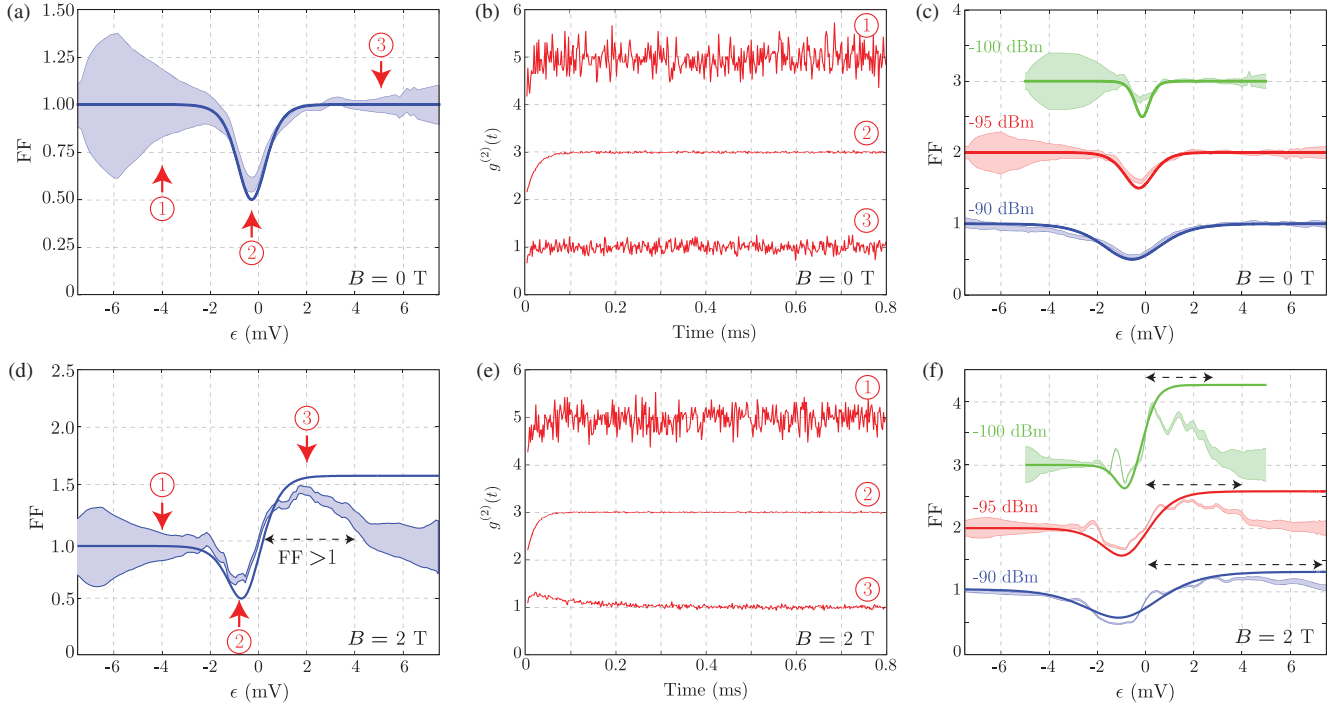 (a)
FF
1.50
1.25
1.00
0.75
0.50
0.25
0
-6
-4
-2
0
2
4
6
ϵ (mV)
1
2
3
B = 0 T
(b)
g(2)(t)
6
5
4
3
2
1
0
0
0.2
0.4
0.6
0.8
Time (ms)
1
2
3
B = 0 T
(c)
FF
4
3
2
1
0
-6
-4
-2
0
2
4
6
ϵ (mV)
-100 dBm
-95 dBm
-90 dBm
B = 0 T
(d)
FF
2.5
2.0
1.5
1.0
0.5
0
-6
-4
-2
0
2
4
6
ϵ (mV)
1
2
3
FF >1
B = 2 T
(e)
g(2)(t)
6
5
4
3
2
1
0
0
0.2
0.4
0.6
0.8
Time (ms)
1
2
3
B = 2 T
(f)
FF
4
3
2
1
0
-6
-4
-2
0
2
4
6
ϵ (mV)
-100 dBm
-95 dBm
-90 dBm
B = 2 T